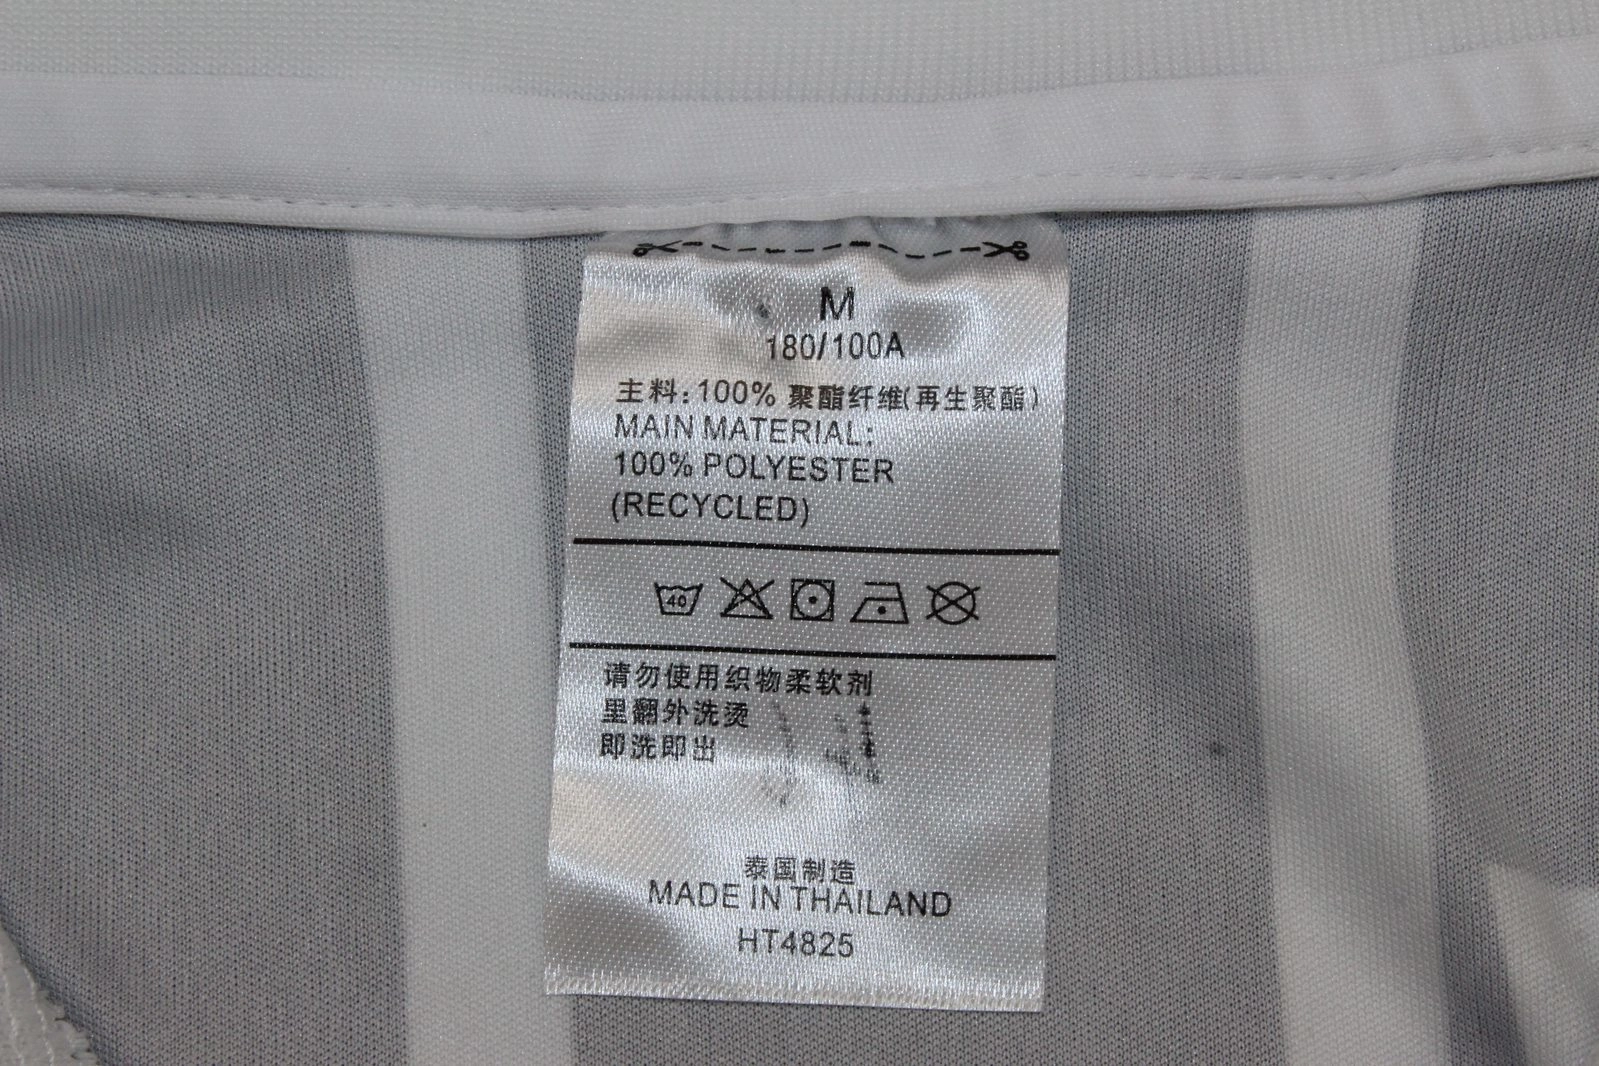 M
180/100A
主料: 100% 聚酯纤维(再生聚酯)
MAIN MATERIAL:
100% POLYESTER
(RECYCLED)
40
请勿使用织物柔软剂
里翻外洗烫
即洗即出
泰国制造
MADE IN THAILAND
HT4825